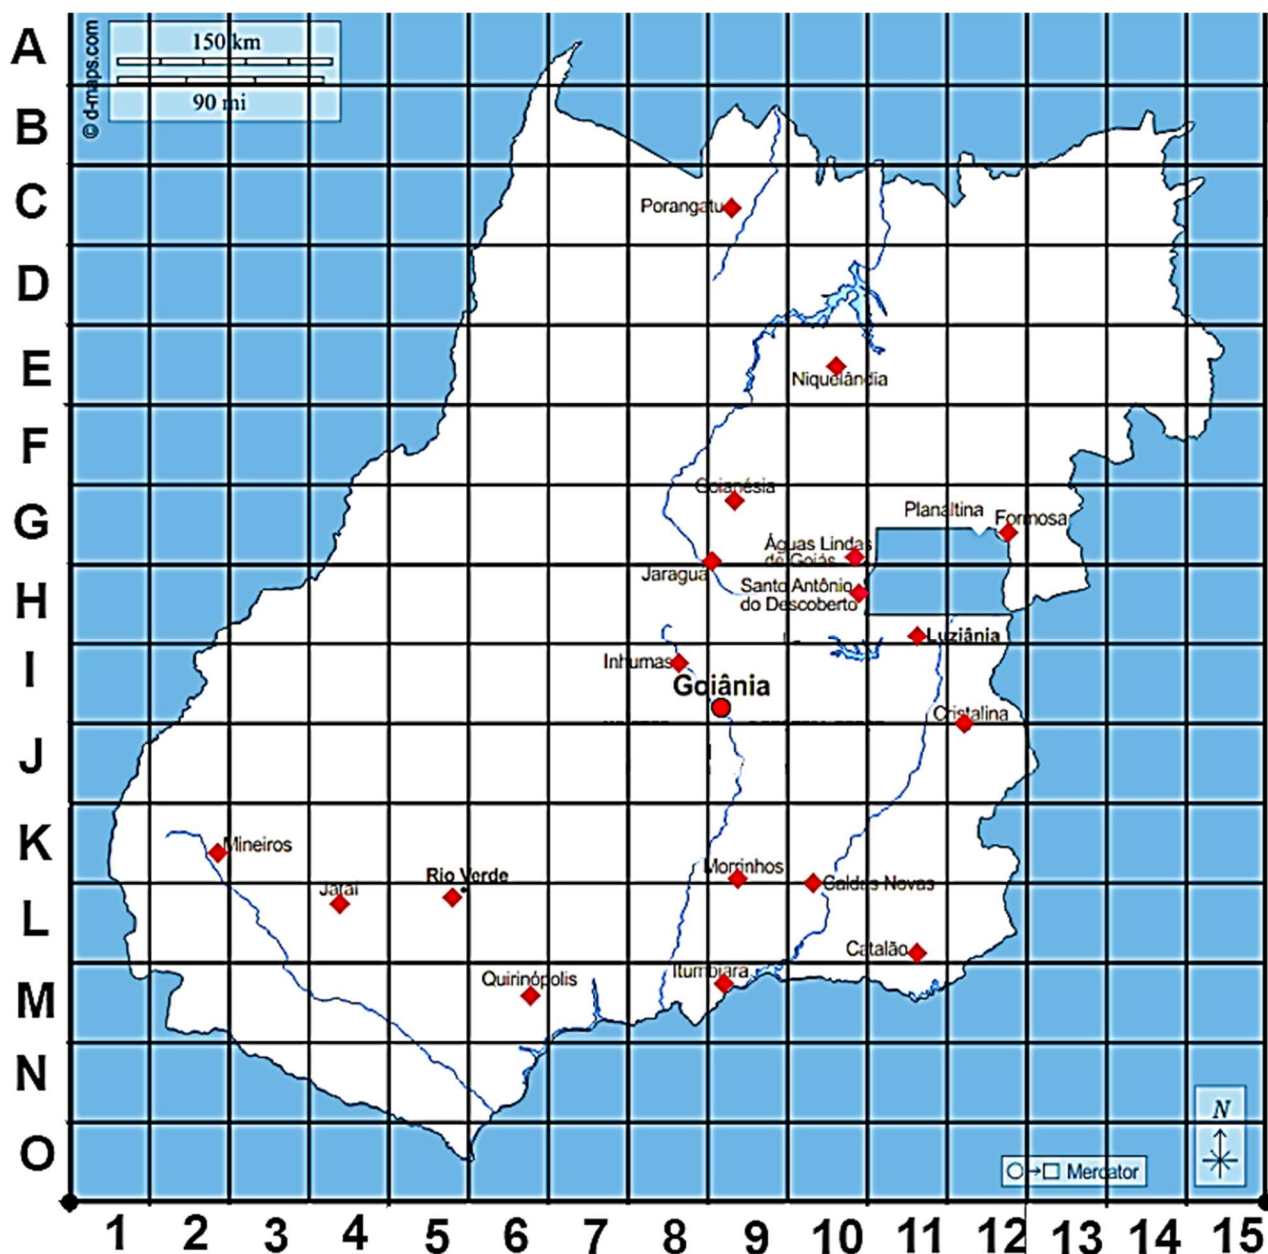 A
B
C
D
E
F
G
H
I
J
K
L
M
N
O
© d-maps.com
150 km
90 mi
Porangatu
Niquelândia
Goianésia
Planaltina
Formosa
Águas Lindas
de Goiás
Jaragua
Santo Antônio
do Descoberto
Luziânia
Inhumas
Goiânia
Cristalina
Mineiros
Morrinhos
Rio Verde
Jataí
Caldas Novas
Catalão
Itumbiara
Quirinópolis
N
Mercator
1 2 3 4 5 6 7 8 9 10 11 12 13 14 15